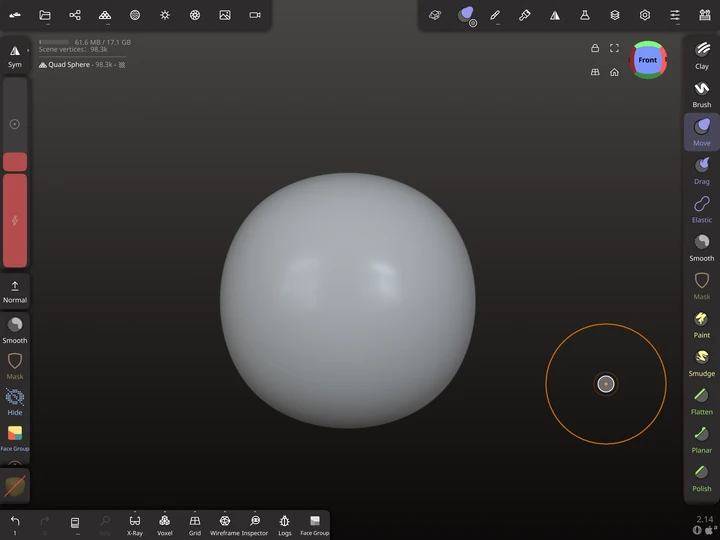 61.6 MB / 17.1 GB
Scene vertices: 98.3k
Quad Sphere - 98.3k -
Sym
Front
Clay
Brush
Move
Drag
Elastic
Smooth
Mask
Paint
Smudge
Flatten
Planar
Polish
Normal
Smooth
Mask
Hide
Face Group
1
...
X-Ray
Voxel
Grid
Wireframe
Inspector
Logs
Face Group
2.14